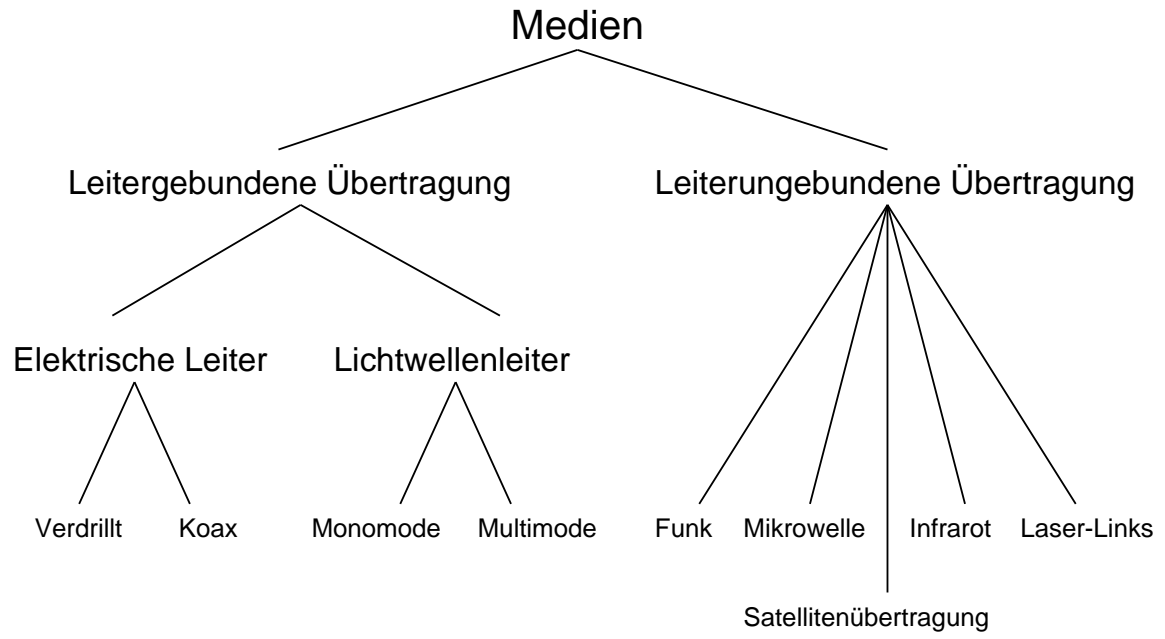 Medien
Leitergebundene Übertragung Leiterungebundene Übertragung
Elektrische Leiter Lichtwellenleiter
Verdrillt Koax Monomode Multimode Funk Mikrowelle Infrarot Laser-Links
Satellitenübertragung